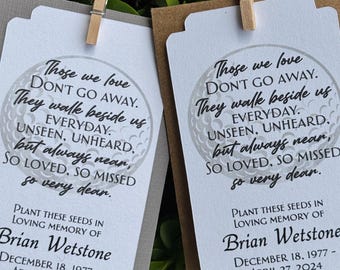 Those we love
DON'T GO AWAY.
They walk beside us
EVERYDAY.
UNSEEN, UNHEARD,
but always near,
SO LOVED, SO MISSED
so very dear.
PLANT THESE SEEDS IN
LOVING MEMORY OF
Brian Wetstone
DECEMBER 18, 1977 -
Those we love
DON'T GO AWAY.
They walk beside us
EVERYDAY.
UNSEEN, UNHEARD,
but always near,
SO LOVED, SO MISSED
so very dear.
PLANT THESE SEEDS IN
LOVING MEMORY OF
Brian Wetstone
DECEMBER 18, 1977 -
APRIL 27, 2024